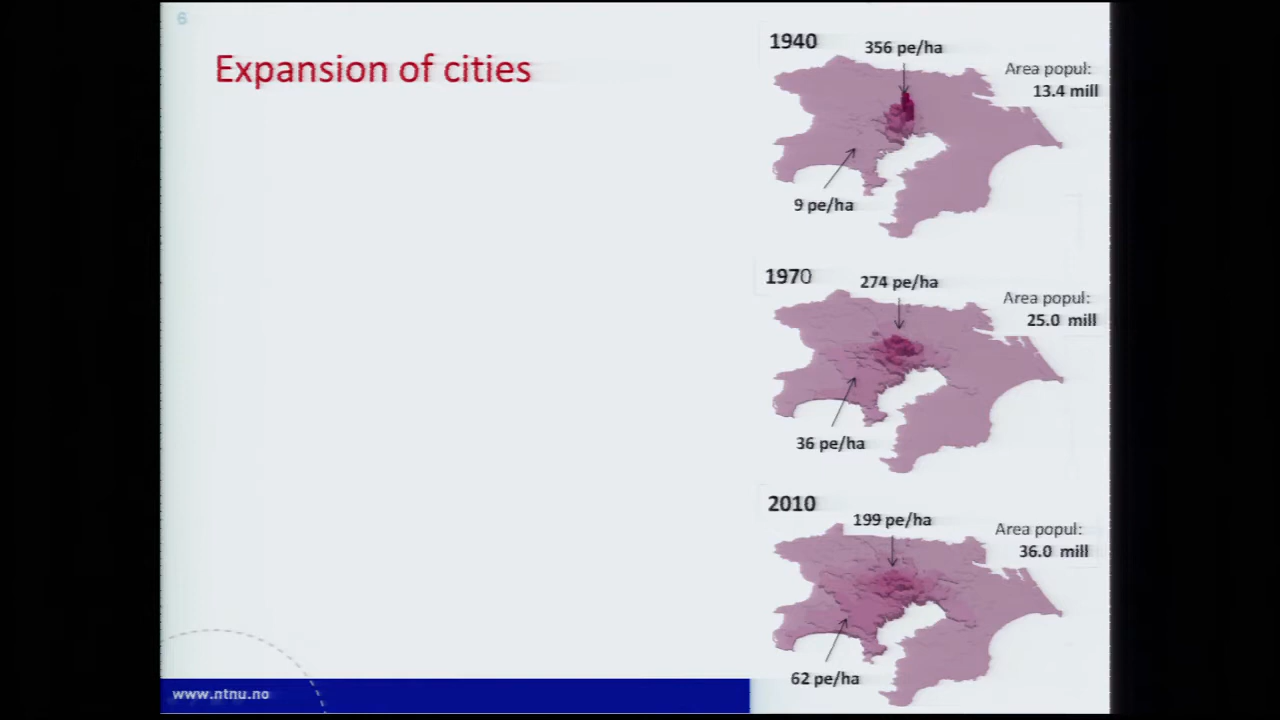 6
Expansion of cities
1940
356 pe/ha
Area popul:
13.4 mill
9 pe/ha
1970
274 pe/ha
Area popul:
25.0 mill
36 pe/ha
2010
199 pe/ha
Area popul:
36.0 mill
62 pe/ha
www.ntnu.no